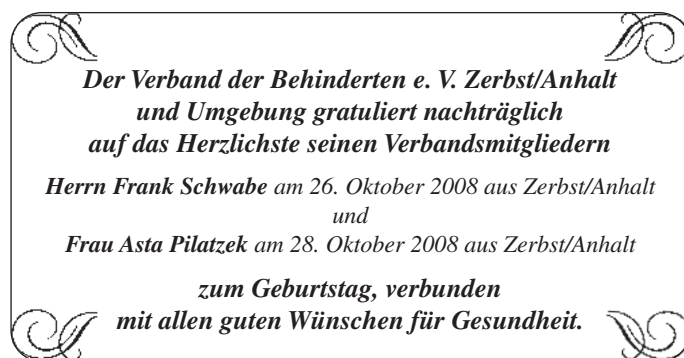 Der Verband der Behinderten e. V. Zerbst/Anhalt
und Umgebung gratuliert nachträglich
auf das Herzlichste seinen Verbandsmitgliedern
Herrn Frank Schwabe am 26. Oktober 2008 aus Zerbst/Anhalt
und
Frau Asta Pilatzek am 28. Oktober 2008 aus Zerbst/Anhalt
zum Geburtstag, verbunden
mit allen guten Wünschen für Gesundheit.